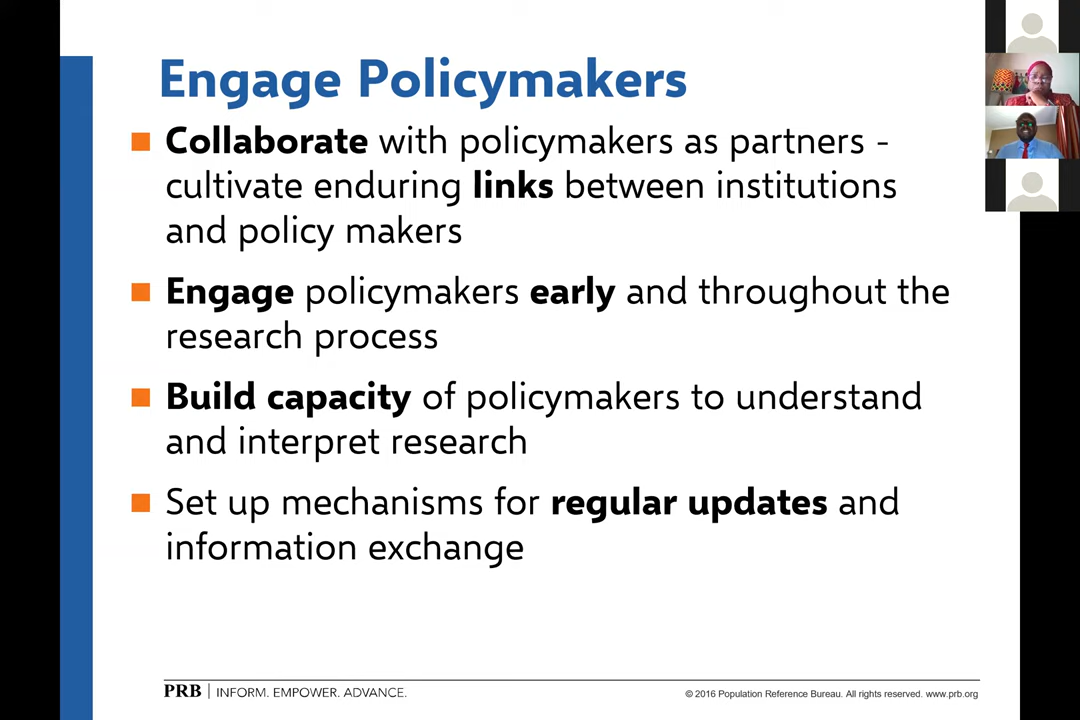 Engage Policymakers
■ Collaborate with policymakers as partners -
cultivate enduring links between institutions
and policy makers
■ Engage policymakers early and throughout the
research process
■ Build capacity of policymakers to understand
and interpret research
■ Set up mechanisms for regular updates and
information exchange
PRB | INFORM. EMPOWER. ADVANCE.
© 2016 Population Reference Bureau. All rights reserved. www.prb.org